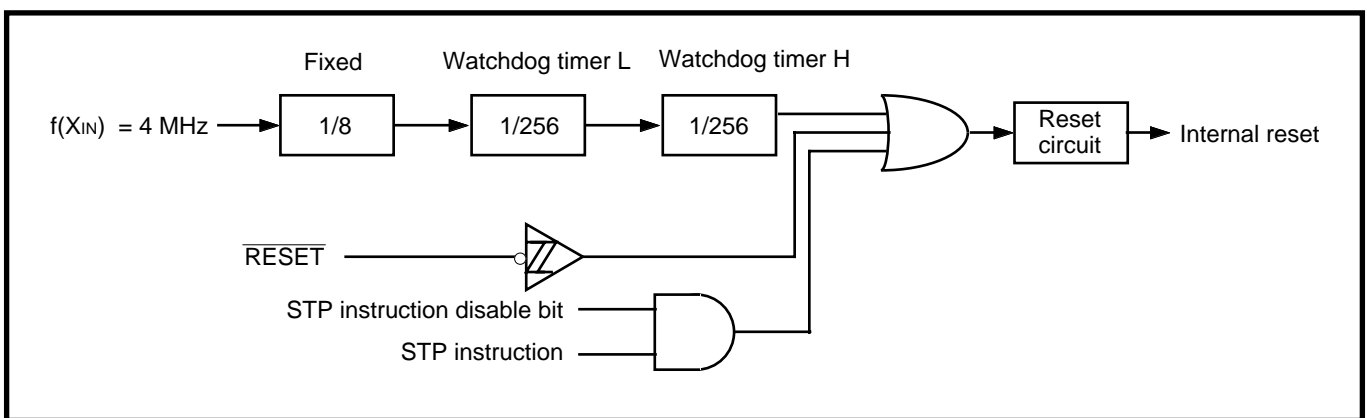 Fixed
Watchdog timer L
Watchdog timer H
f(XIN) = 4 MHz
1/8
1/256
1/256
Reset
circuit
Internal reset
RESET
STP instruction disable bit
STP instruction